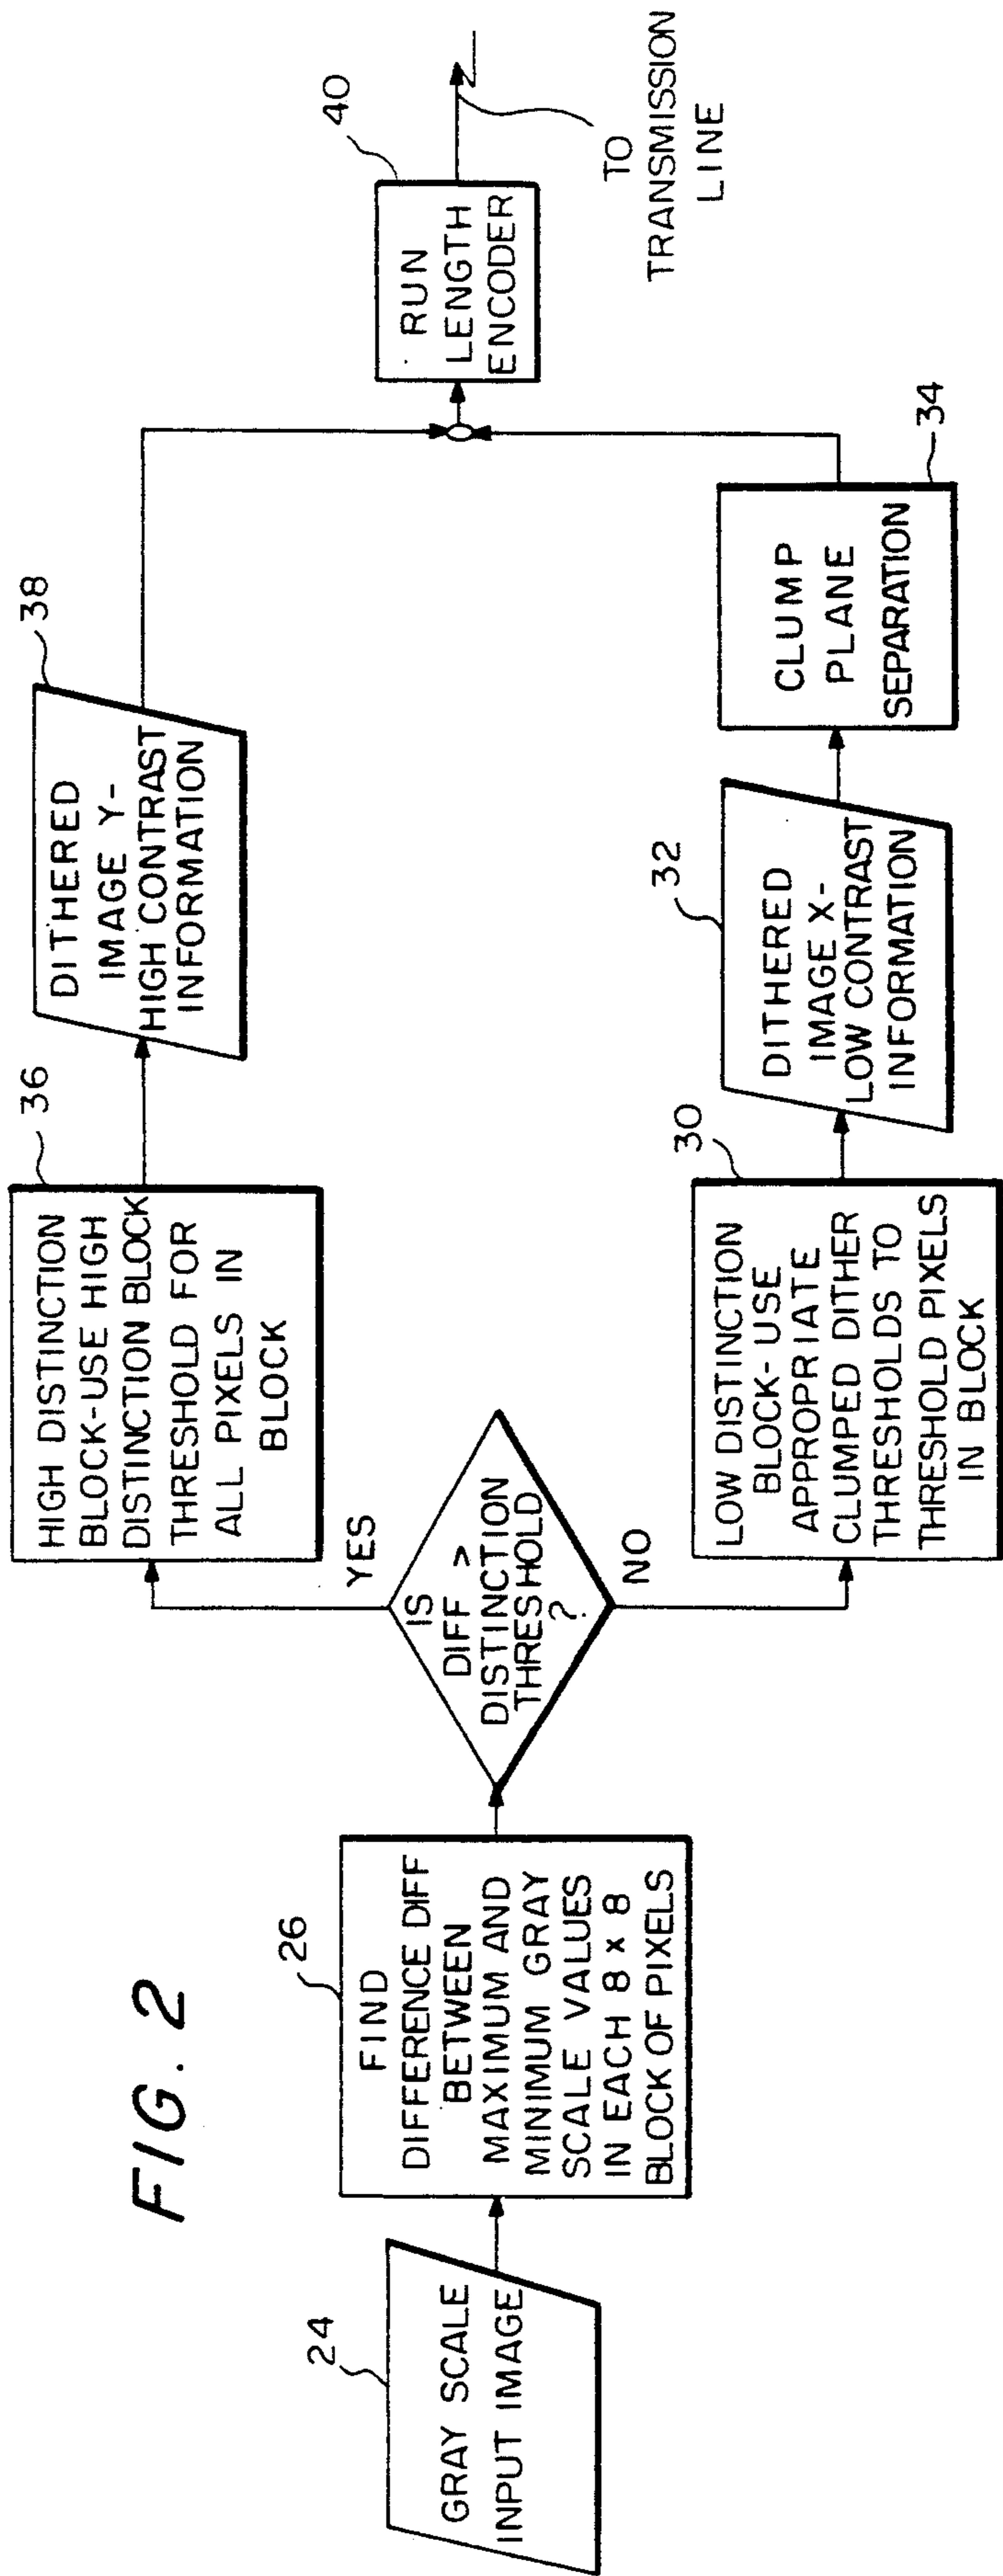 FIG. 2
24
GRAY SCALE
INPUT IMAGE
26
FIND
DIFFERENCE DIFF
BETWEEN
MAXIMUM AND
MINIMUM GRAY
SCALE VALUES
IN EACH 8 x 8
BLOCK OF PIXELS
IS
DIFF >
DISTINCTION
THRESHOLD
?
YES
NO
36
HIGH DISTINCTION
BLOCK-USE HIGH
DISTINCTION BLOCK
THRESHOLD FOR
ALL PIXELS IN
BLOCK
38
DITHERED
IMAGE Y-
HIGH CONTRAST
INFORMATION
30
LOW DISTINCTION
BLOCK-USE
APPROPRIATE
CLUMPED DITHER
THRESHOLDS TO
THRESHOLD PIXELS
IN BLOCK
32
DITHERED
IMAGE X-
LOW CONTRAST
INFORMATION
34
CLUMP
PLANE
SEPARATION
40
RUN
LENGTH
ENCODER
TO
TRANSMISSION
LINE